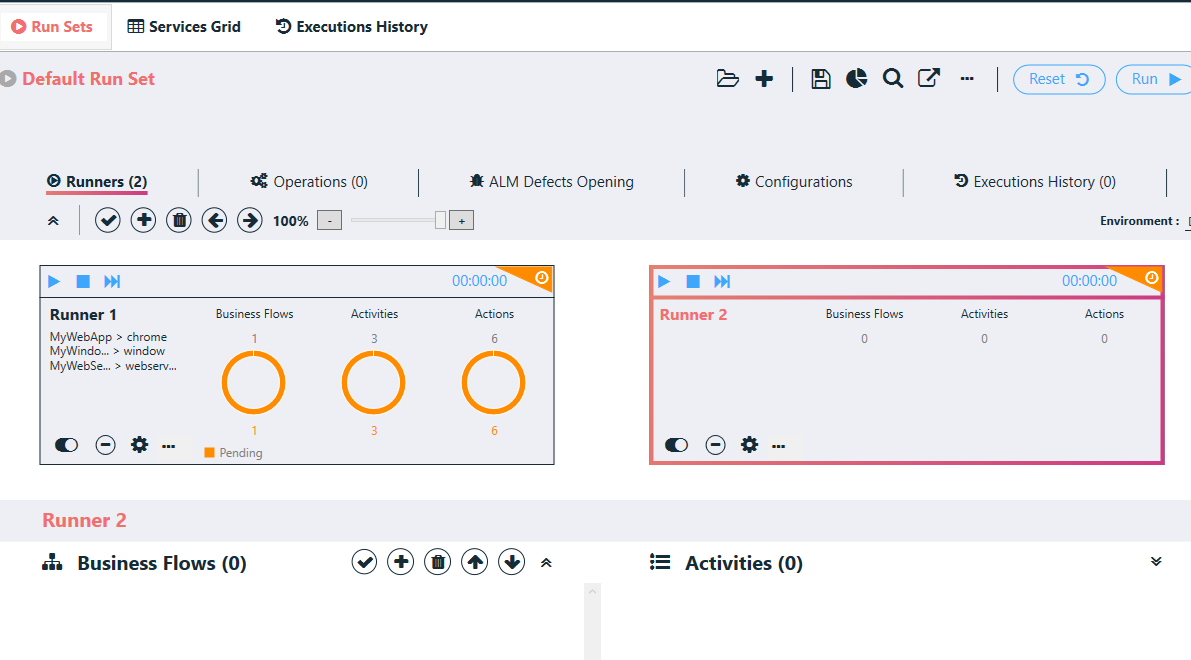 Run Sets Services Grid Executions History
Default Run Set
Reset Run
Runners (2) Operations (0) ALM Defects Opening Configurations Executions History (0)
100% - + Environment :
00:00:00
Runner 1 Business Flows Activities Actions
MyWebApp > chrome
MyWindo... > window
MyWebSe... > webserv...
1 3 6
1 3 6
Pending
00:00:00
Runner 2 Business Flows Activities Actions
0 0 0
Runner 2
Business Flows (0) Activities (0)